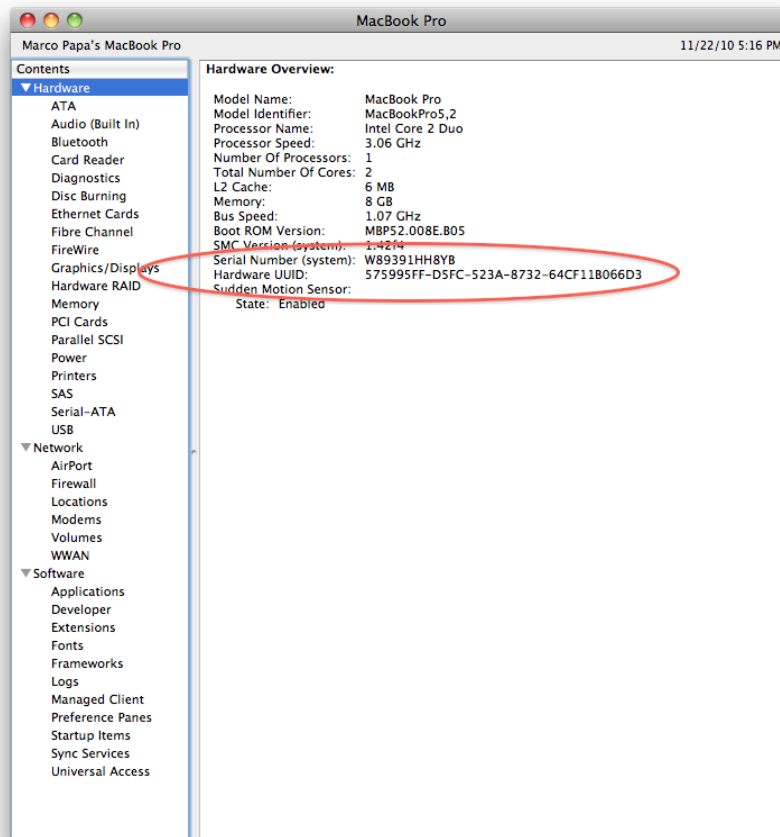 MacBook Pro
Marco Papa's MacBook Pro 11/22/10 5:16 PM
Contents
Hardware
ATA
Audio (Built In)
Bluetooth
Card Reader
Diagnostics
Disc Burning
Ethernet Cards
Fibre Channel
FireWire
Graphics/Displays
Hardware RAID
Memory
PCI Cards
Parallel SCSI
Power
Printers
SAS
Serial-ATA
USB
Network
AirPort
Firewall
Locations
Modems
Volumes
WWAN
Software
Applications
Developer
Extensions
Fonts
Frameworks
Logs
Managed Client
Preference Panes
Startup Items
Sync Services
Universal Access
Hardware Overview:
Model Name: MacBook Pro
Model Identifier: MacBookPro5,2
Processor Name: Intel Core 2 Duo
Processor Speed: 3.06 GHz
Number Of Processors: 1
Total Number Of Cores: 2
L2 Cache: 6 MB
Memory: 8 GB
Bus Speed: 1.07 GHz
Boot ROM Version: MBP52.008E.B05
SMC Version (system): 1.42f4
Serial Number (system): W89391HH8YB
Hardware UUID: 575995FF-D5FC-523A-8732-64CF11B066D3
Sudden Motion Sensor:
State: Enabled